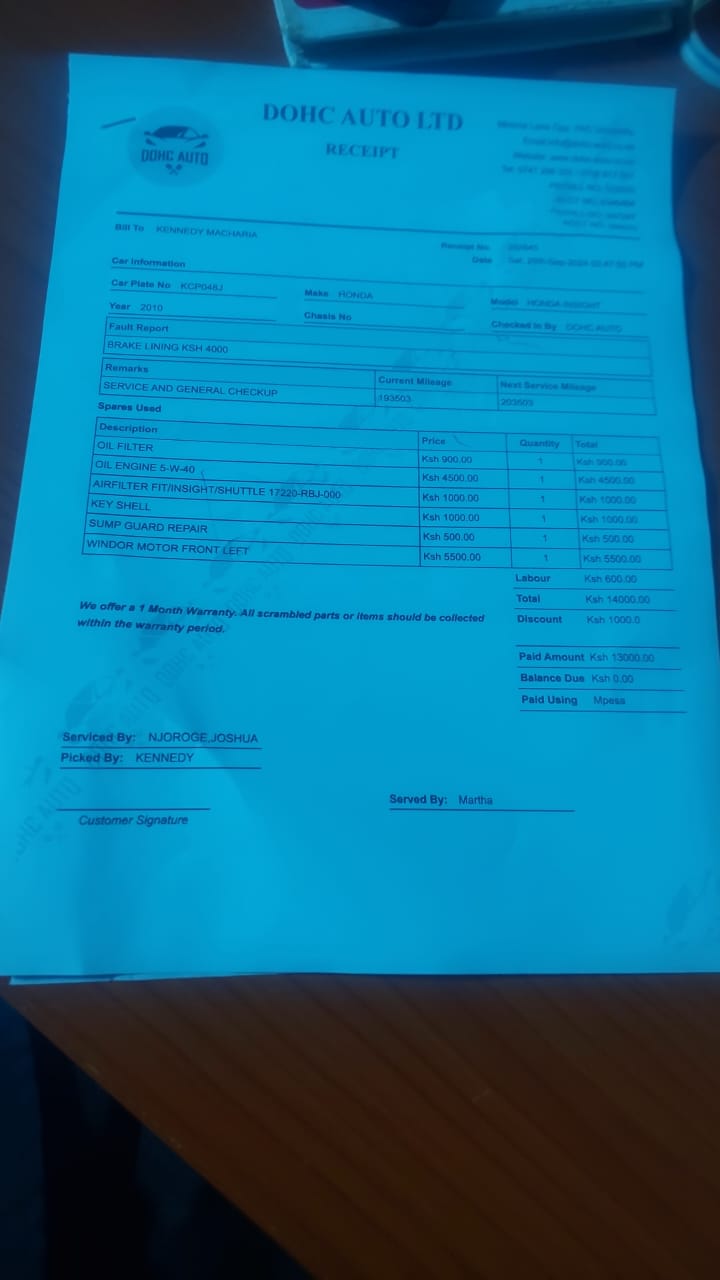 DOHC AUTO LTD
RECEIPT
DOHC AUTO
Bill To KENNEDY MACHARIA
Receipt No
Date Sat, 2024 PM
Car Information
Car Plate No KCP046J Make HONDA Model HONDA INSIGHT
Year 2010 Chasis No Checked In By DOHC AUTO
Fault Report
BRAKE LINING KSH 4000
Remarks Current Mileage Next Service Mileage
SERVICE AND GENERAL CHECKUP 193503 203503
Spares Used
Description Price Quantity Total
OIL FILTER Ksh 900.00 1 Ksh 900.00
OIL ENGINE 5-W-40 Ksh 4500.00 1 Ksh 4500.00
AIRFILTER FIT/INSIGHT/SHUTTLE 17220-RBJ-000 Ksh 1000.00 1 Ksh 1000.00
KEY SHELL Ksh 1000.00 1 Ksh 1000.00
SUMP GUARD REPAIR Ksh 500.00 1 Ksh 500.00
WINDOR MOTOR FRONT LEFT Ksh 5500.00 1 Ksh 5500.00
Labour Ksh 600.00
Total Ksh 14000.00
Discount Ksh 1000.0
We offer a 1 Month Warranty. All scrambled parts or items should be collected
within the warranty period.
Paid Amount Ksh 13000.00
Balance Due Ksh 0.00
Paid Using Mpesa
Serviced By: NJOROGE,JOSHUA
Picked By: KENNEDY
Served By: Martha
Customer Signature